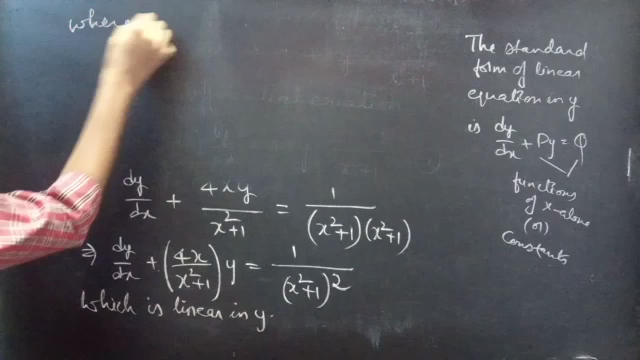 where
dy/dx + 4xy/(x²+1) = 1/((x²+1)(x²+1))
⇒ dy/dx + (4x/(x²+1)) y = 1/(x²+1)²
Which is linear in y.
The standard
form of linear
equation in y
is dy/dx + Py = Q
functions
of x-alone
(or)
Constants